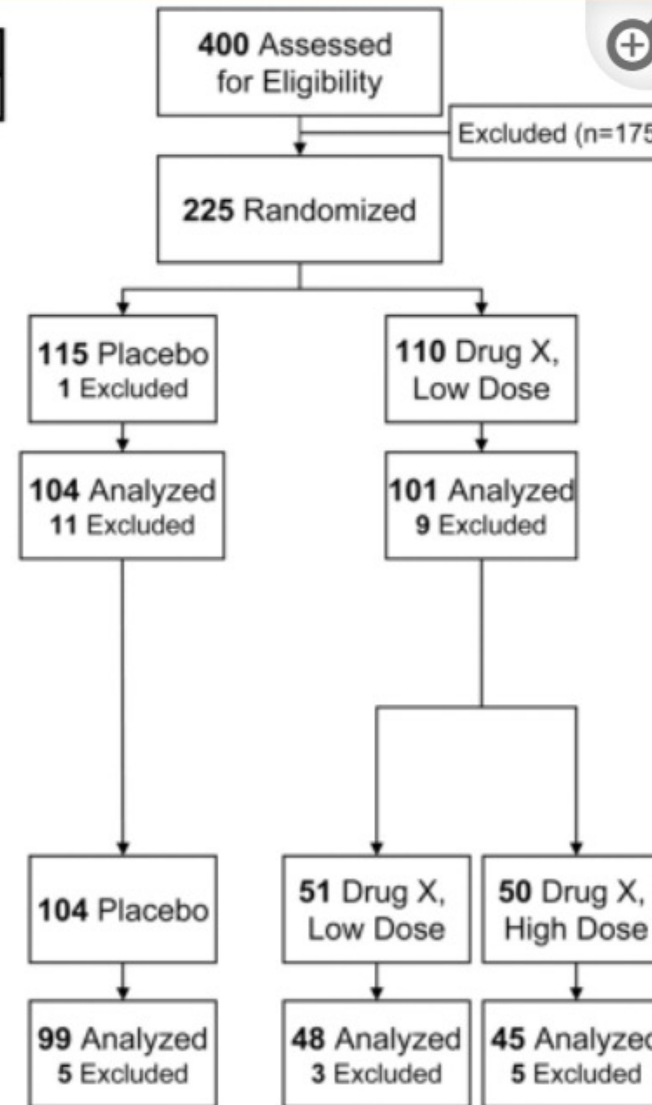 400 Assessed
for Eligibility
Excluded (n=175
225 Randomized
115 Placebo
1 Excluded
110 Drug X,
Low Dose
104 Analyzed
11 Excluded
101 Analyzed
9 Excluded
104 Placebo
51 Drug X,
Low Dose
50 Drug X,
High Dose
99 Analyzed
5 Excluded
48 Analyzed
3 Excluded
45 Analyzed
5 Excluded